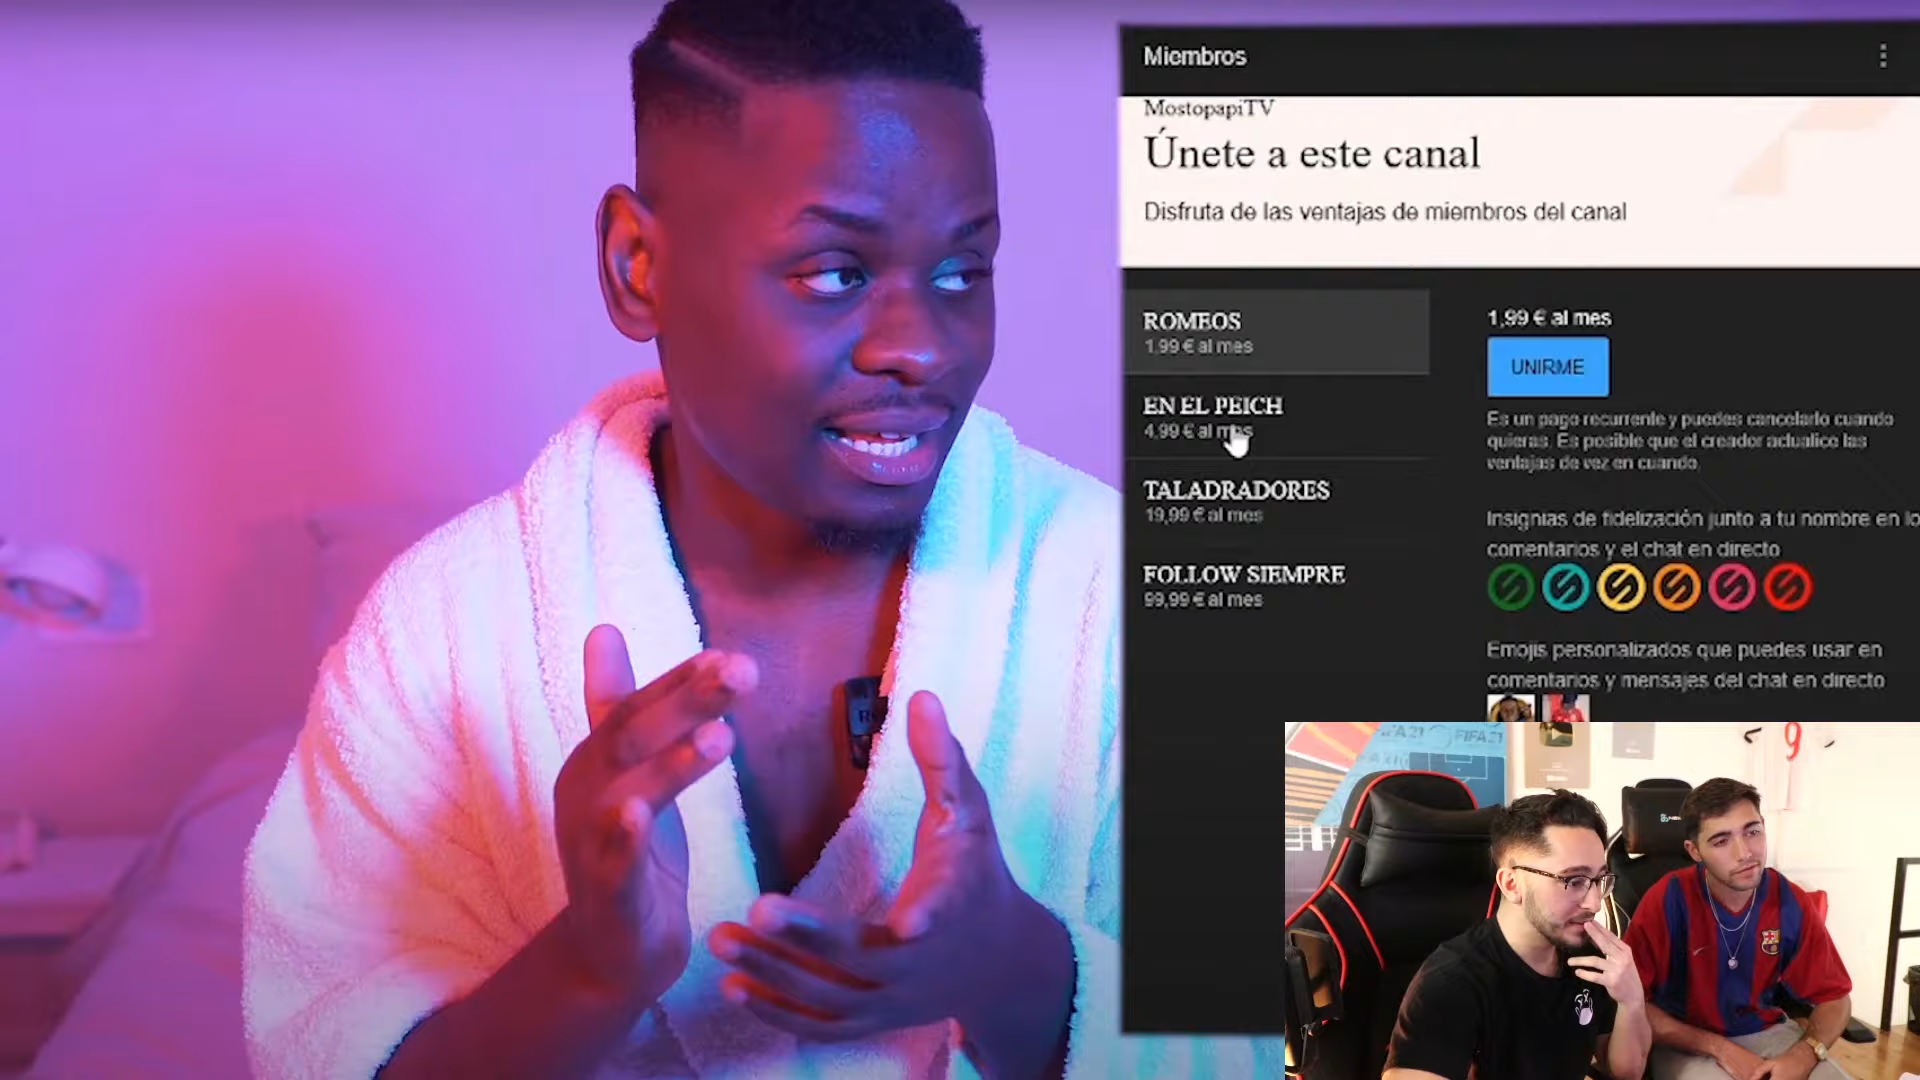 Miembros
MostopapiTV
Únete a este canal
Disfruta de las ventajas de miembros del canal
ROMEOS
1,99 € al mes
EN EL PEICH
4,99 € al mes
TALADRADORES
19,99 € al mes
FOLLOW SIEMPRE
99,99 € al mes
1,99 € al mes
UNIRME
Es un pago recurrente y puedes cancelarlo cuando
quieras. Es posible que el creador actualice las
ventajas de vez en cuando.
Insignias de fidelización junto a tu nombre en lo
comentarios y el chat en directo
Emojis personalizados que puedes usar en
comentarios y mensajes del chat en directo
FIFA21
9